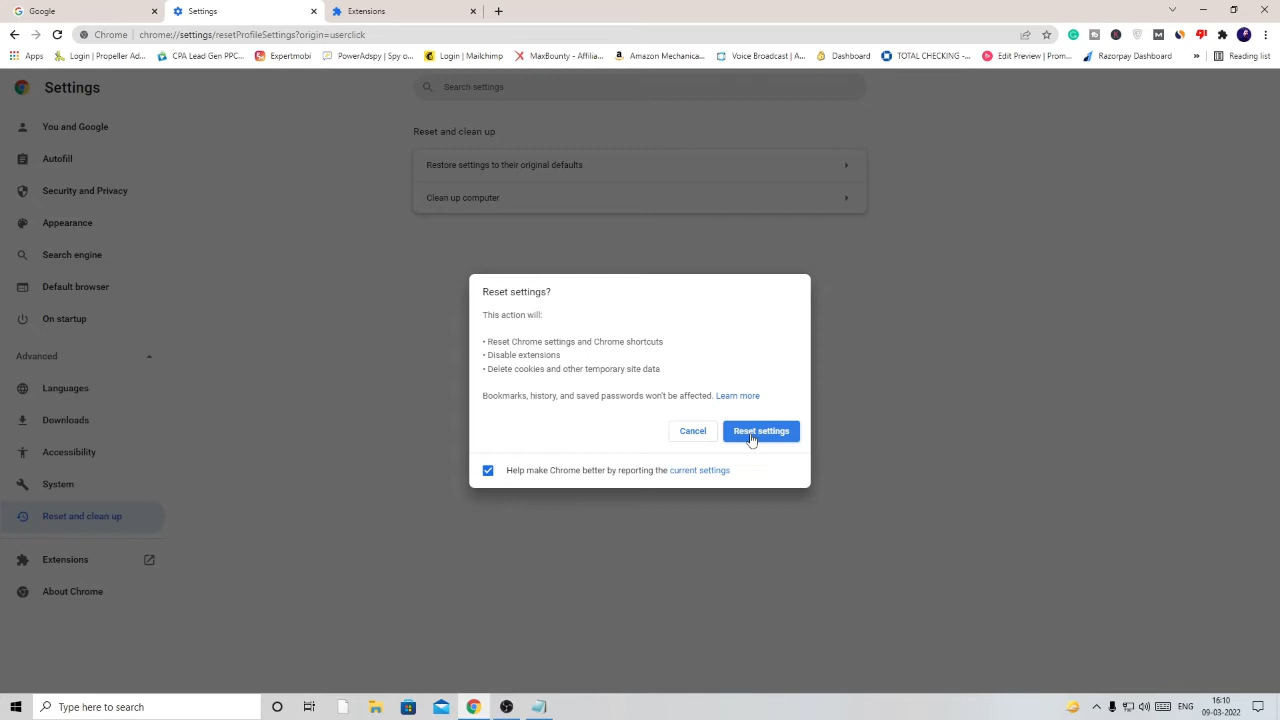 Google
Settings
Extensions
Chrome | chrome://settings/resetProfileSettings?origin=userclick
Apps
Login | Propeller Ad...
CPA Lead Gen PPC...
Expertmobi
PowerAdspy | Spy o...
Login | Mailchimp
MaxBounty - Affilia...
Amazon Mechanica...
Voice Broadcast | A...
Dashboard
TOTAL CHECKING -...
Edit Preview | Prom...
Razorpay Dashboard
»
Reading list
Settings
Search settings
You and Google
Autofill
Security and Privacy
Appearance
Search engine
Default browser
On startup
Advanced
Languages
Downloads
Accessibility
System
Reset and clean up
Extensions
About Chrome
Reset and clean up
Restore settings to their original defaults
Clean up computer
Reset settings?
This action will:
• Reset Chrome settings and Chrome shortcuts
• Disable extensions
• Delete cookies and other temporary site data
Bookmarks, history, and saved passwords won't be affected. Learn more
Cancel
Reset settings
Help make Chrome better by reporting the current settings
Type here to search
ENG
16:10
09-03-2022